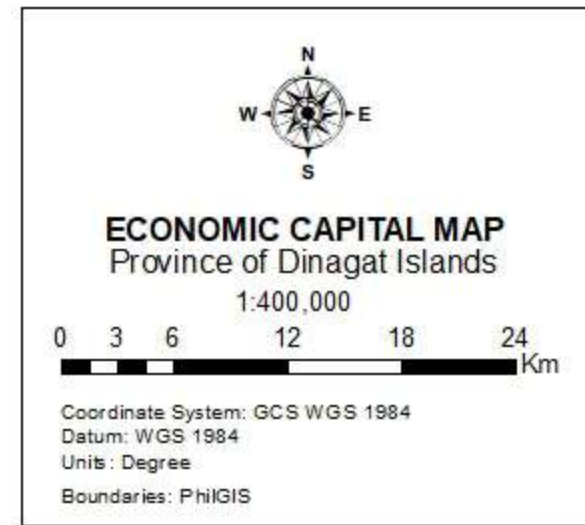 N
W E
S
ECONOMIC CAPITAL MAP
Province of Dinagat Islands
1:400,000
0 3 6 12 18 24
Km
Coordinate System: GCS WGS 1984
Datum: WGS 1984
Units: Degree
Boundaries: PhilGIS